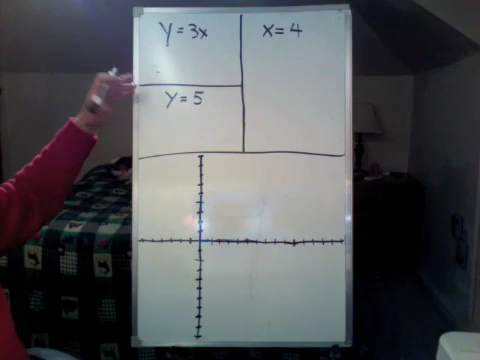 y = 3x
x = 4
y = 5